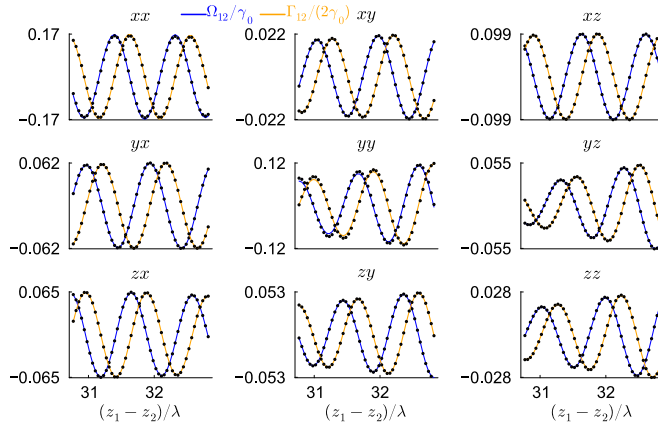 Ω₁₂/γ₀ Γ₁₂/(2γ₀)
xx xy xz
0.17 0.022 0.099
−0.17 −0.022 −0.099
yx yy yz
0.062 0.12 0.055
−0.062 −0.12 −0.055
zx zy zz
0.065 0.053 0.028
−0.065 −0.053 −0.028
31 32 31 32 31 32
(z₁ − z₂)/λ (z₁ − z₂)/λ (z₁ − z₂)/λ